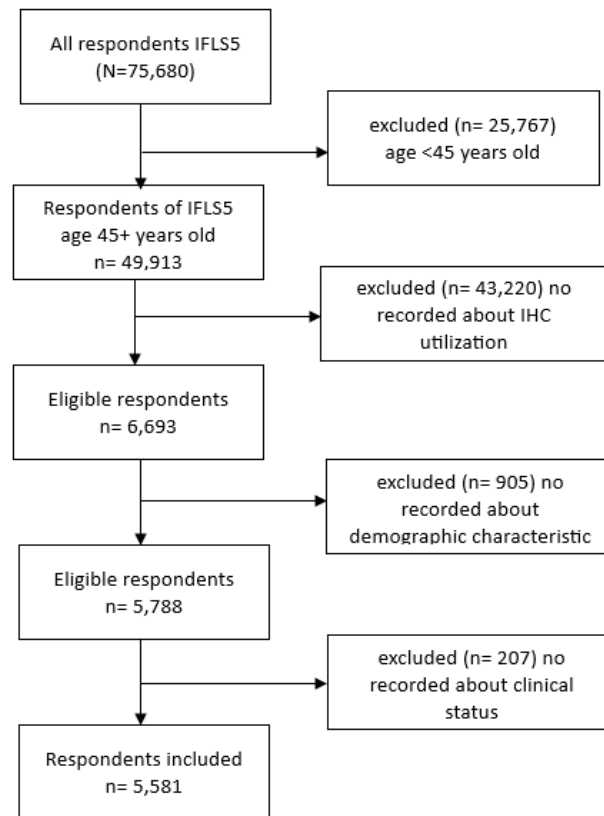 All respondents IFLS5
(N=75,680)
excluded (n= 25,767)
age <45 years old
Respondents of IFLS5
age 45+ years old
n= 49,913
excluded (n= 43,220) no
recorded about IHC
utilization
Eligible respondents
n= 6,693
excluded (n= 905) no
recorded about
demographic characteristic
Eligible respondents
n= 5,788
excluded (n= 207) no
recorded about clinical
status
Respondents included
n= 5,581